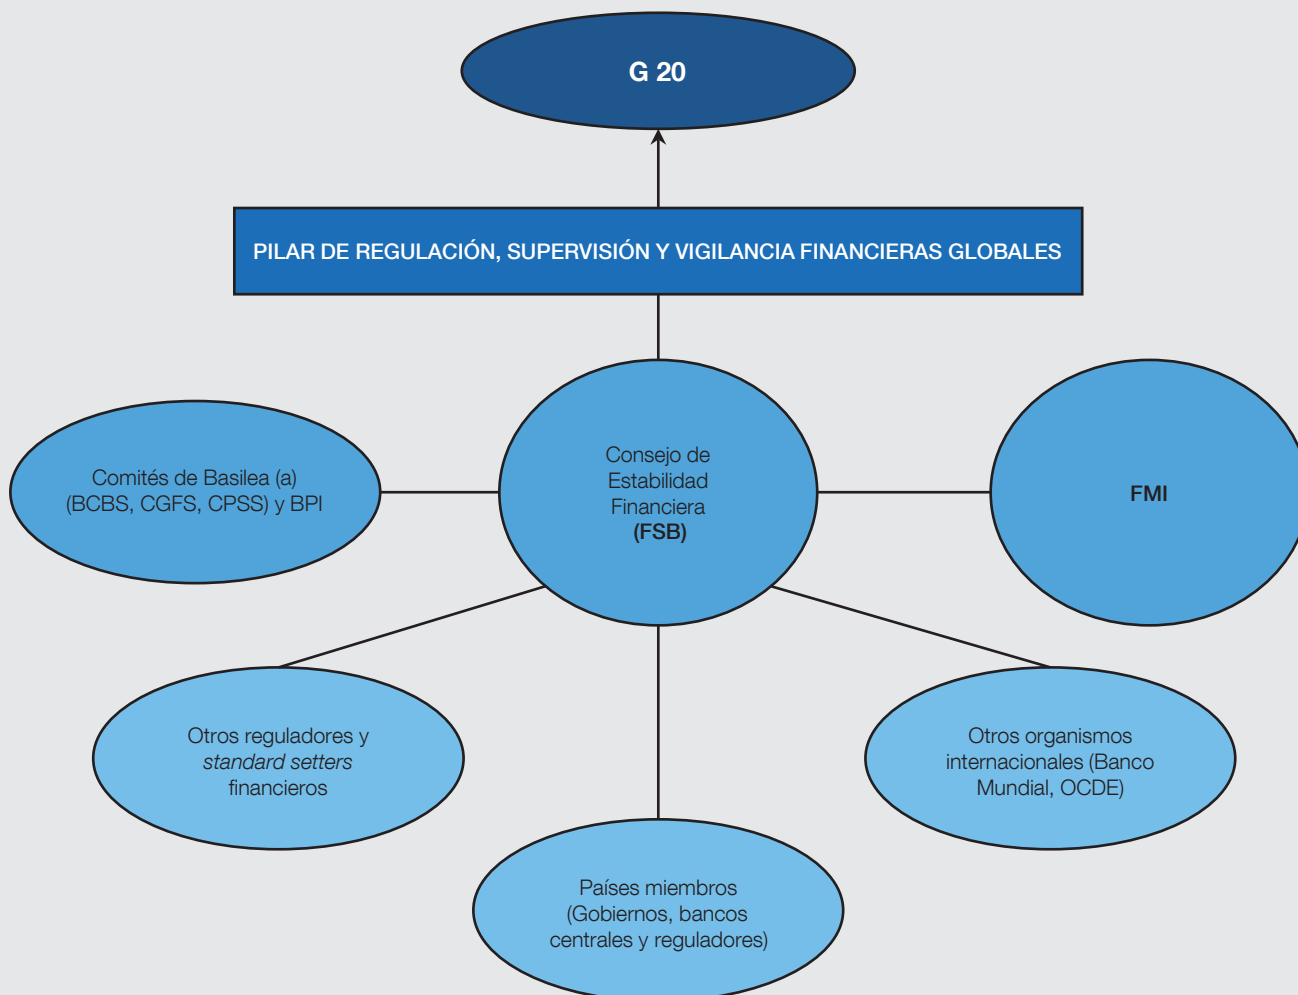 G 20
PILAR DE REGULACIÓN, SUPERVISIÓN Y VIGILANCIA FINANCIERAS GLOBALES
Comités de Basilea (a)
(BCBS, CGFS, CPSS) y BPI
Consejo de
Estabilidad
Financiera
(FSB)
FMI
Otros reguladores y
standard setters
financieros
Otros organismos
internacionales (Banco
Mundial, OCDE)
Países miembros
(Gobiernos, bancos
centrales y reguladores)